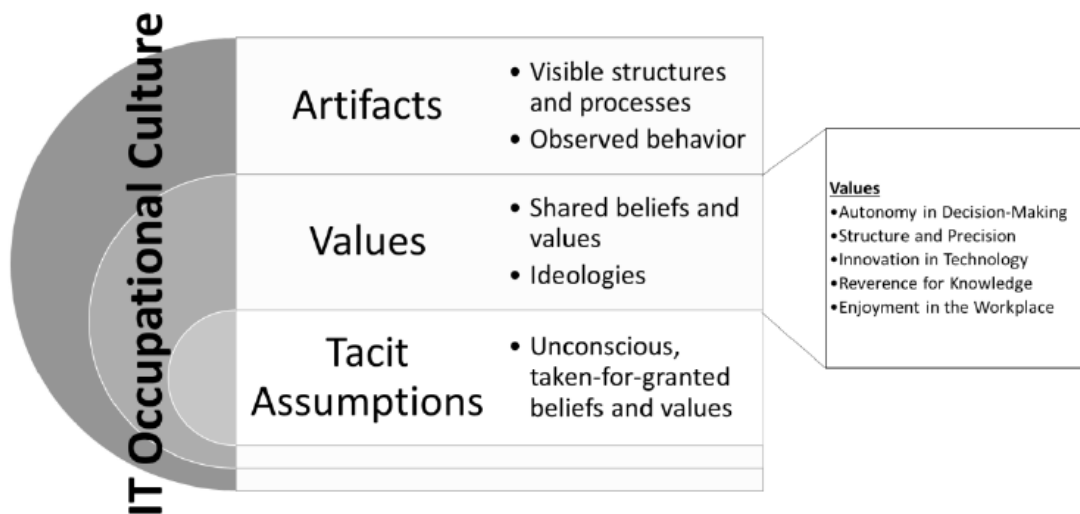 IT Occupational Culture
Artifacts
• Visible structures
and processes
• Observed behavior
Values
• Shared beliefs and
values
• Ideologies
Tacit
Assumptions
• Unconscious,
taken-for-granted
beliefs and values
Values
•Autonomy in Decision-Making
•Structure and Precision
•Innovation in Technology
•Reverence for Knowledge
•Enjoyment in the Workplace